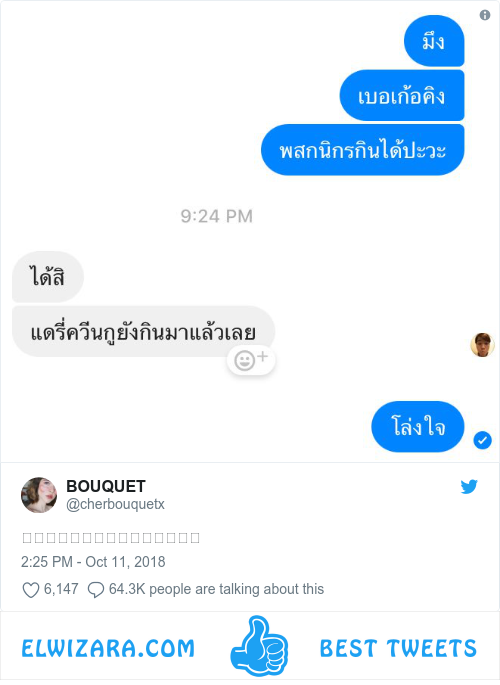 มึง
เบอเก้อคิง
พสกนิกรกินได้ปะวะ
9:24 PM
ได้สิ
แดรี่ควีนกูยังกินมาแล้วเลย
โล่งใจ
BOUQUET
@cherbouquetx
2:25 PM - Oct 11, 2018
6,147 64.3K people are talking about this
ELWIZARA.COM BEST TWEETS